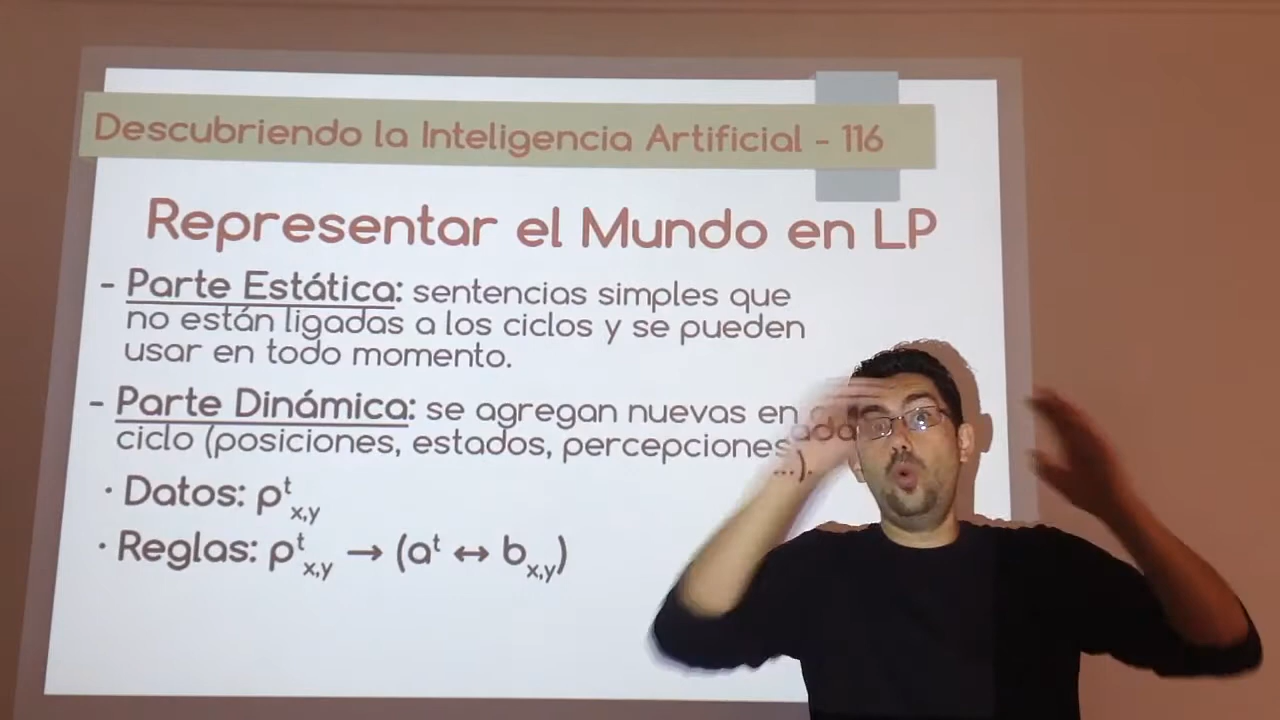 Descubriendo la Inteligencia Artificial - 116
Representar el Mundo en LP
- Parte Estática: sentencias simples que
no están ligadas a los ciclos y se pueden
usar en todo momento.
- Parte Dinámica: se agregan nuevas en cada
ciclo (posiciones, estados, percepciones
...).
· Datos: ρᵗx,y
· Reglas: ρᵗx,y → (aᵗ ↔ bx,y)